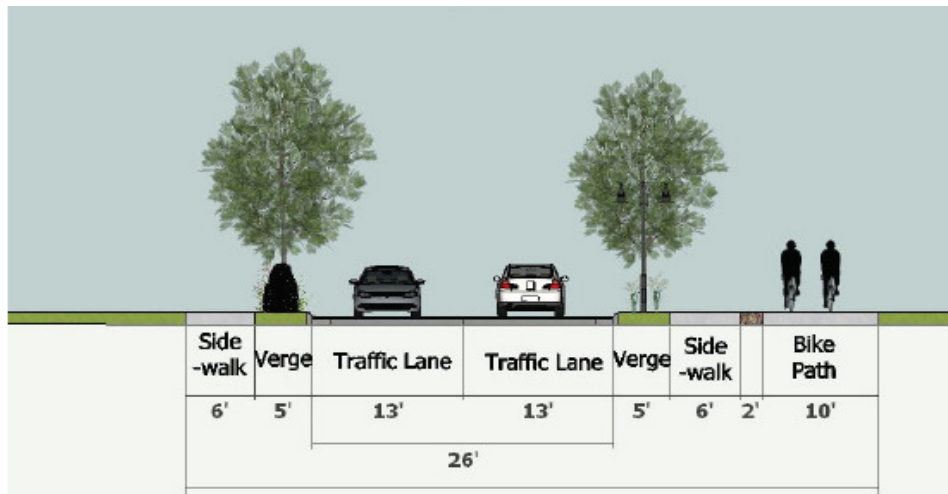 Side
-walk
Verge
Traffic Lane
Traffic Lane
Verge
Side
-walk
Bike
Path
6'
5'
13'
13'
5'
6'
2'
10'
26'